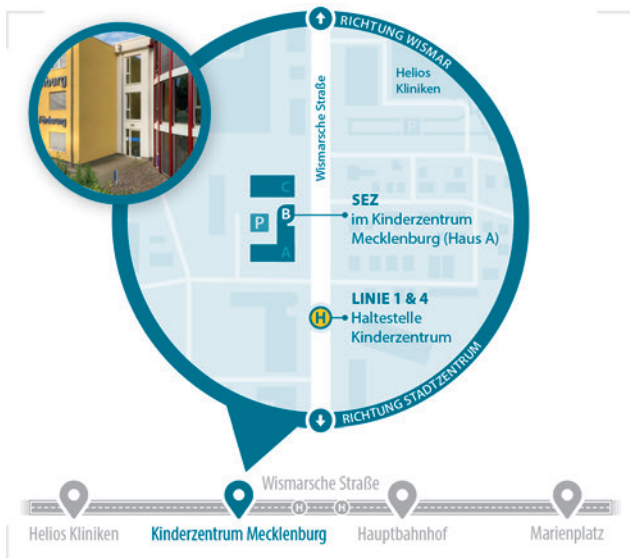 RICHTUNG WISMAR
Helios
Kliniken
Wismarsche Straße
P
C
B
P
A
SEZ
im Kinderzentrum
Mecklenburg (Haus A)
LINIE 1 & 4
H
Haltestelle
Kinderzentrum
RICHTUNG STADTZENTRUM
Wismarsche Straße
H
H
Helios Kliniken
Kinderzentrum Mecklenburg
Hauptbahnhof
Marienplatz